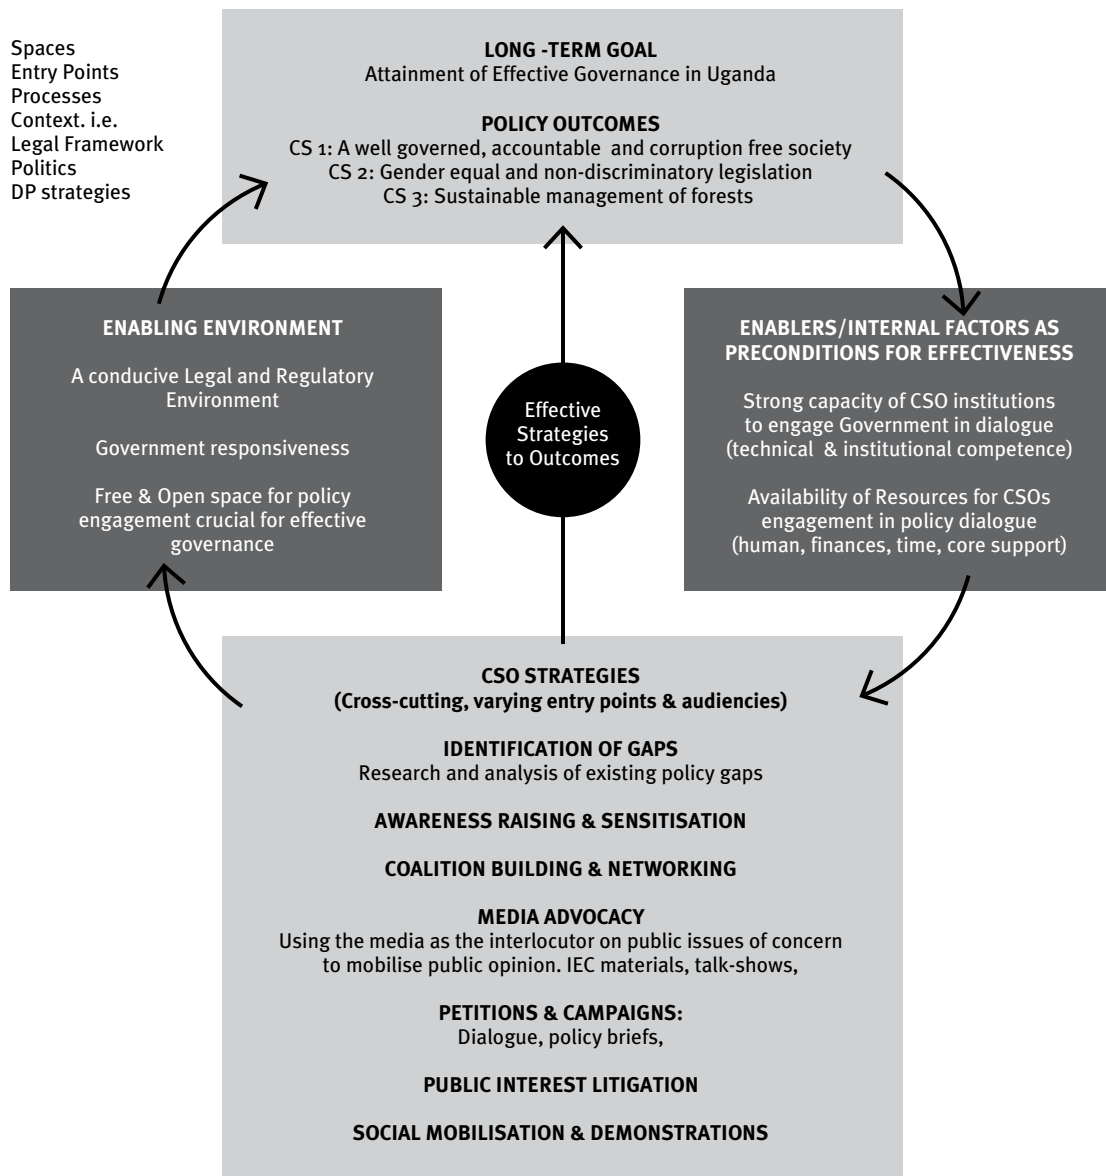 Spaces
Entry Points
Processes
Context. i.e.
Legal Framework
Politics
DP strategies
LONG -TERM GOAL
Attainment of Effective Governance in Uganda
POLICY OUTCOMES
CS 1: A well governed, accountable and corruption free society
CS 2: Gender equal and non-discriminatory legislation
CS 3: Sustainable management of forests
ENABLING ENVIRONMENT
A conducive Legal and Regulatory
Environment
Government responsiveness
Free & Open space for policy
engagement crucial for effective
governance
Effective
Strategies
to Outcomes
ENABLERS/INTERNAL FACTORS AS
PRECONDITIONS FOR EFFECTIVENESS
Strong capacity of CSO institutions
to engage Government in dialogue
(technical & institutional competence)
Availability of Resources for CSOs
engagement in policy dialogue
(human, finances, time, core support)
CSO STRATEGIES
(Cross-cutting, varying entry points & audiencies)
IDENTIFICATION OF GAPS
Research and analysis of existing policy gaps
AWARENESS RAISING & SENSITISATION
COALITION BUILDING & NETWORKING
MEDIA ADVOCACY
Using the media as the interlocutor on public issues of concern
to mobilise public opinion. IEC materials, talk-shows,
PETITIONS & CAMPAIGNS:
Dialogue, policy briefs,
PUBLIC INTEREST LITIGATION
SOCIAL MOBILISATION & DEMONSTRATIONS